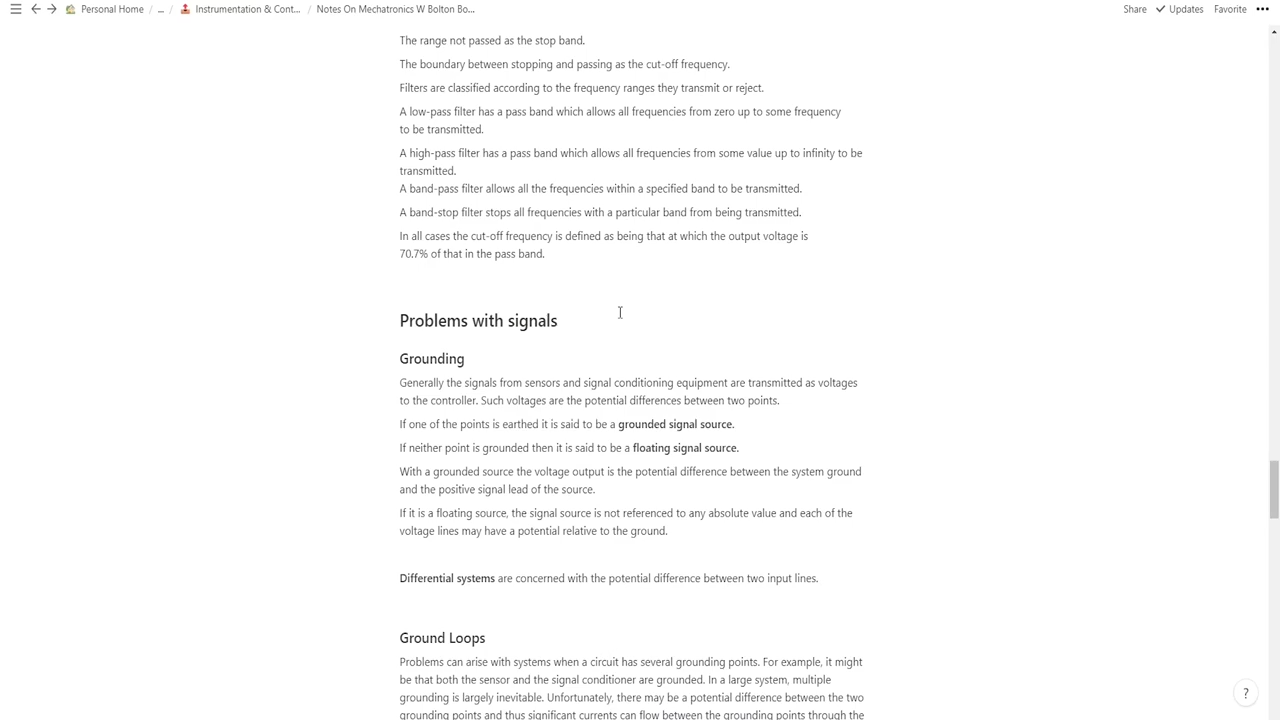 Personal Home / ... / Instrumentation & Cont... / Notes On Mechatronics W Bolton Bo... Share Updates Favorite
The range not passed as the stop band.
The boundary between stopping and passing as the cut-off frequency.
Filters are classified according to the frequency ranges they transmit or reject.
A low-pass filter has a pass band which allows all frequencies from zero up to some frequency
to be transmitted.
A high-pass filter has a pass band which allows all frequencies from some value up to infinity to be
transmitted.
A band-pass filter allows all the frequencies within a specified band to be transmitted.
A band-stop filter stops all frequencies with a particular band from being transmitted.
In all cases the cut-off frequency is defined as being that at which the output voltage is
70.7% of that in the pass band.
Problems with signals
Grounding
Generally the signals from sensors and signal conditioning equipment are transmitted as voltages
to the controller. Such voltages are the potential differences between two points.
If one of the points is earthed it is said to be a grounded signal source.
If neither point is grounded then it is said to be a floating signal source.
With a grounded source the voltage output is the potential difference between the system ground
and the positive signal lead of the source.
If it is a floating source, the signal source is not referenced to any absolute value and each of the
voltage lines may have a potential relative to the ground.
Differential systems are concerned with the potential difference between two input lines.
Ground Loops
Problems can arise with systems when a circuit has several grounding points. For example, it might
be that both the sensor and the signal conditioner are grounded. In a large system, multiple
grounding is largely inevitable. Unfortunately, there may be a potential difference between the two
grounding points and thus significant currents can flow between the grounding points through the
?